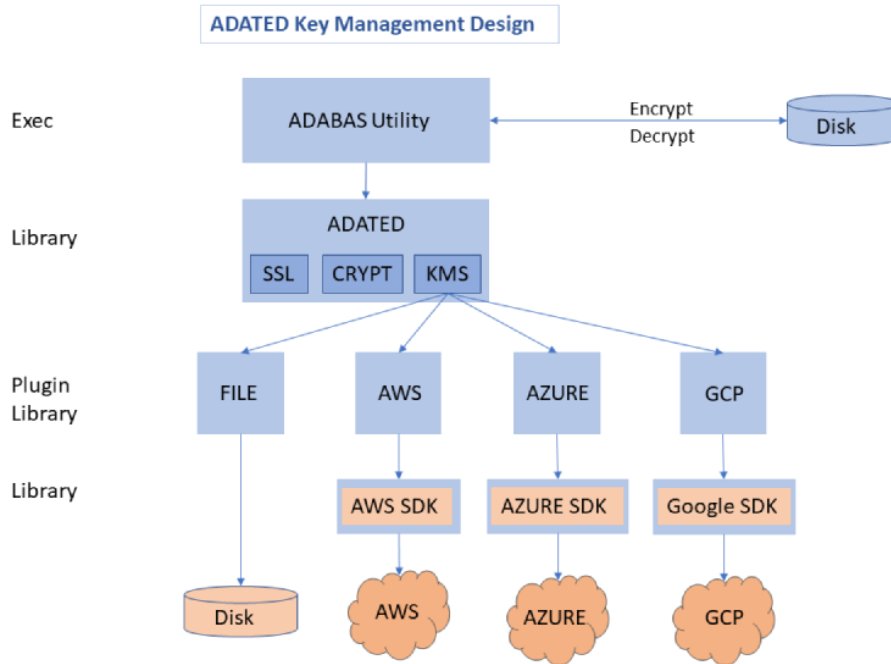 ADATED Key Management Design
Exec
ADABAS Utility
Encrypt
Decrypt
Disk
Library
ADATED
SSL
CRYPT
KMS
Plugin
Library
FILE
AWS
AZURE
GCP
Library
AWS SDK
AZURE SDK
Google SDK
Disk
AWS
AZURE
GCP